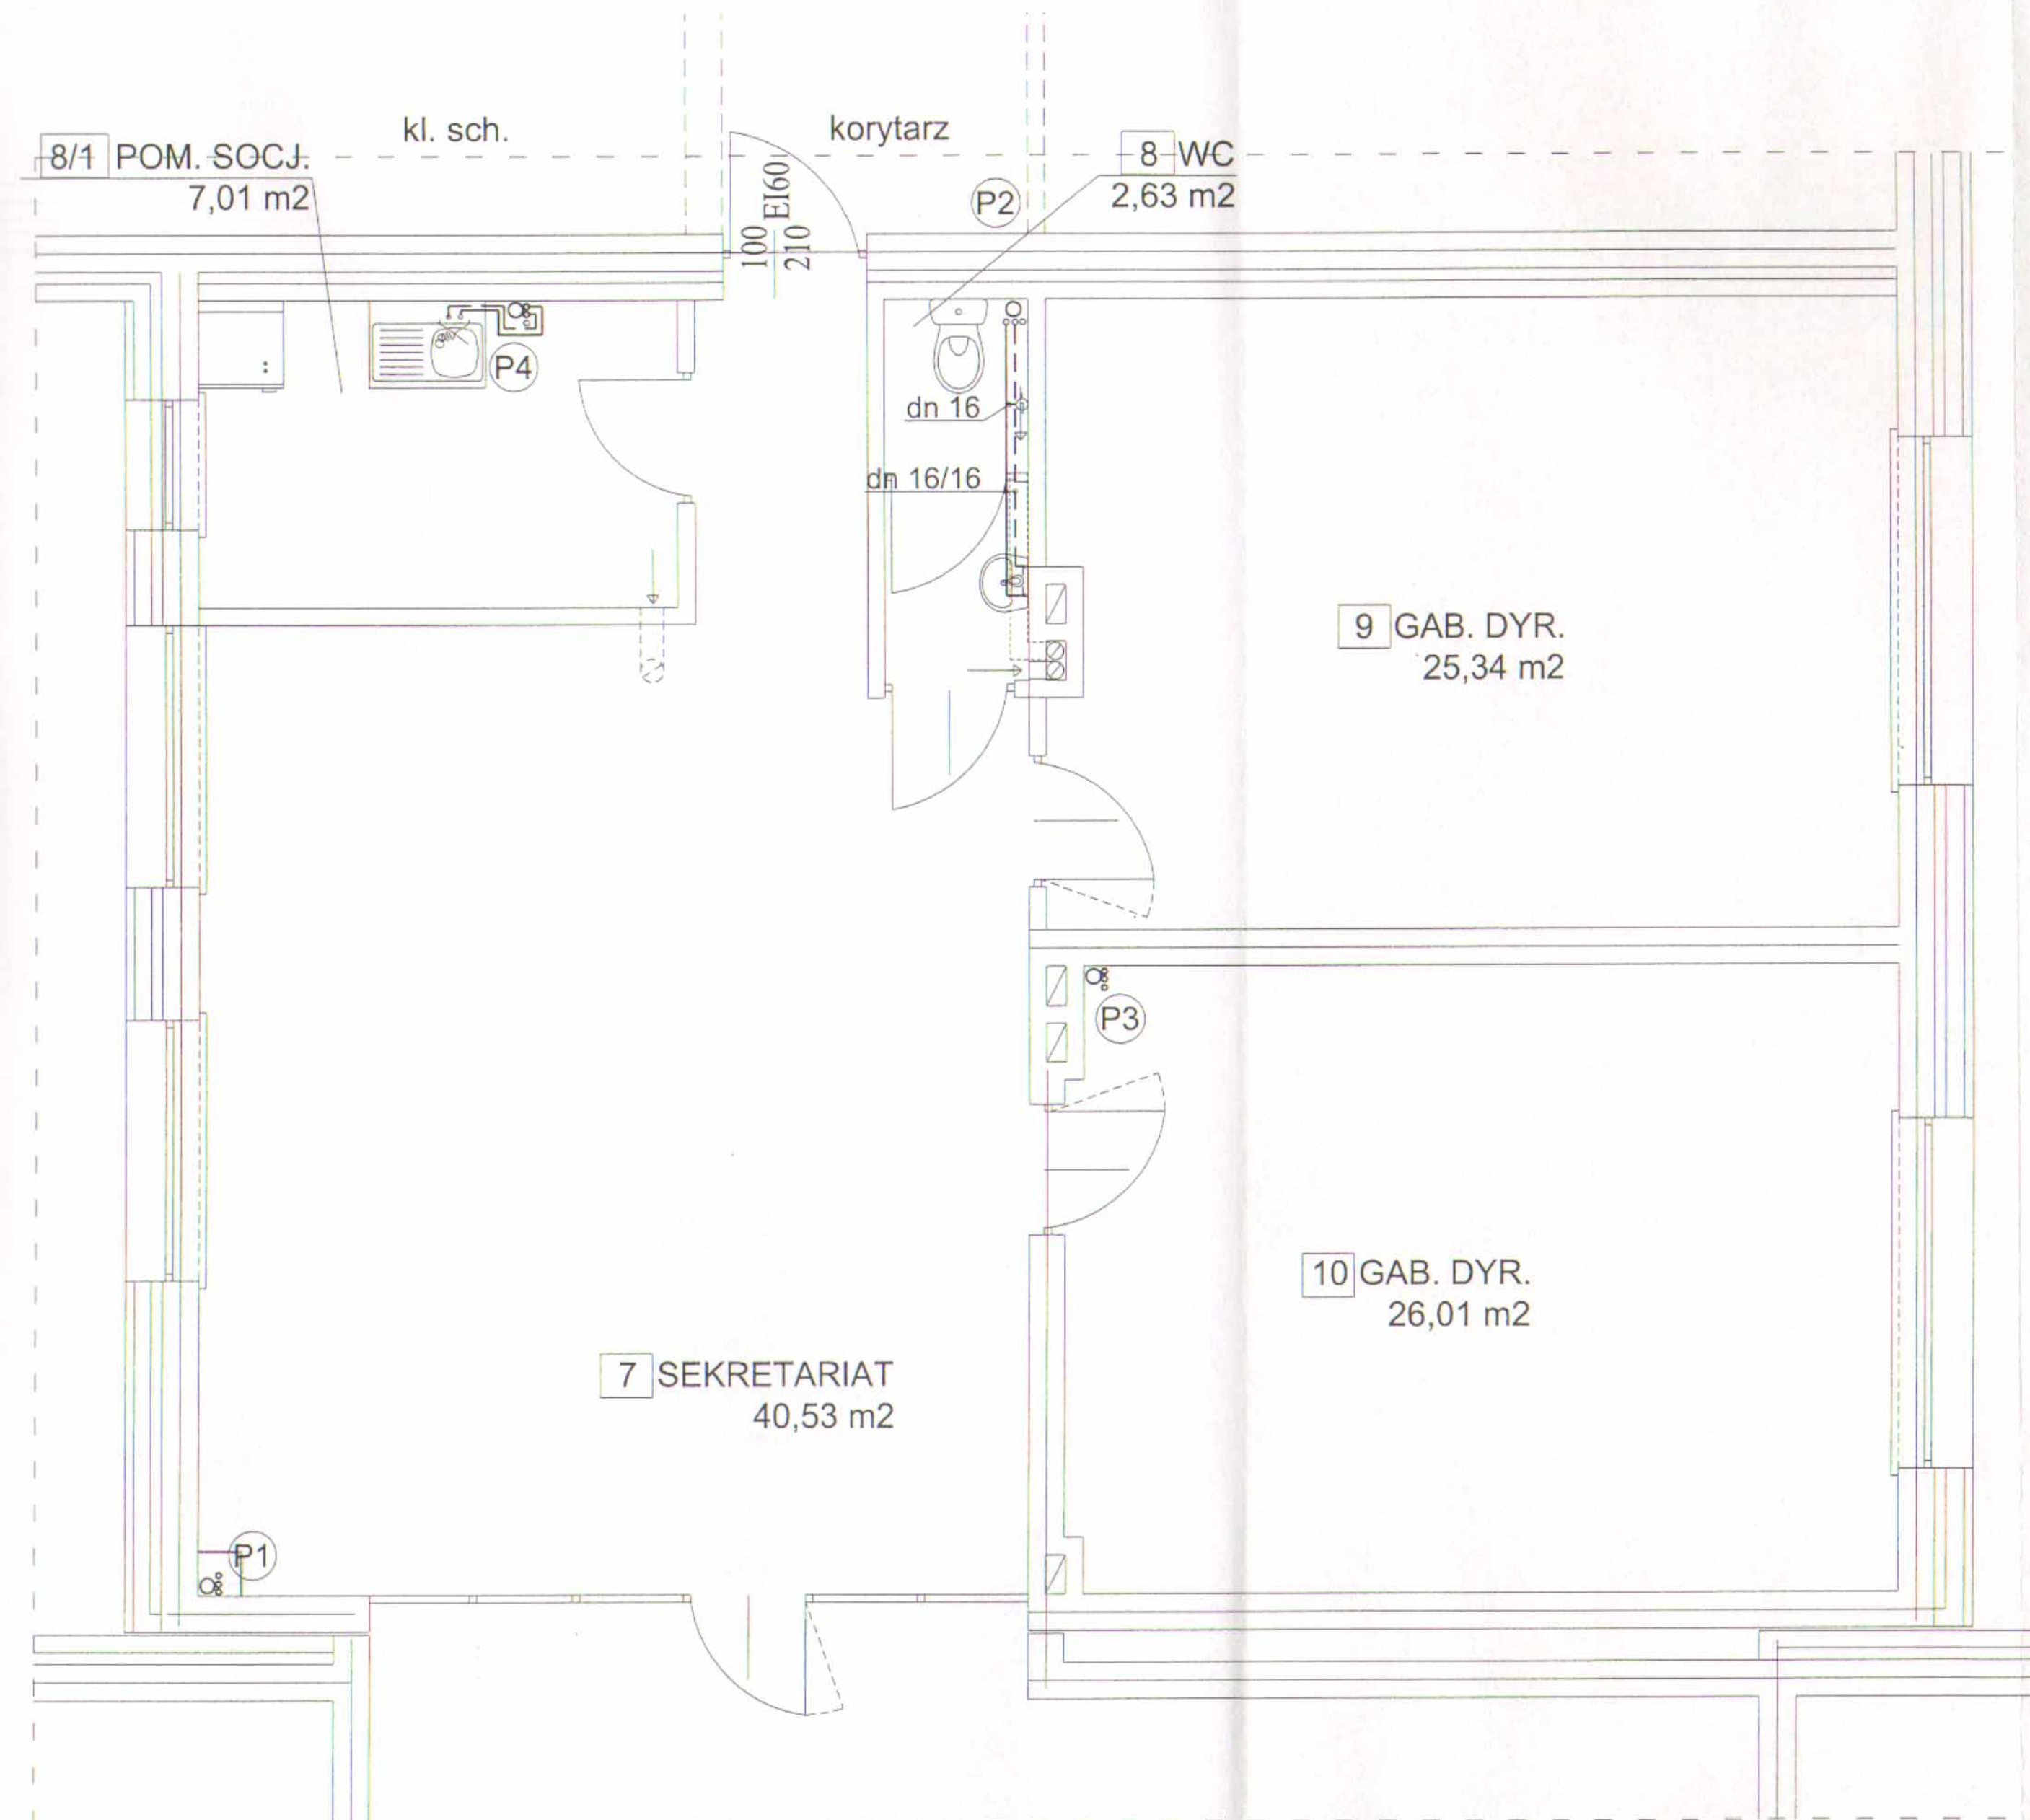 kl. sch.
korytarz
8/1 POM. SOCJ.
7,01 m2
8 WC
2,63 m2
P2
100
210
EI60
P4
dn 16
dn 16/16
9 GAB. DYR.
25,34 m2
P3
10 GAB. DYR.
26,01 m2
7 SEKRETARIAT
40,53 m2
P1